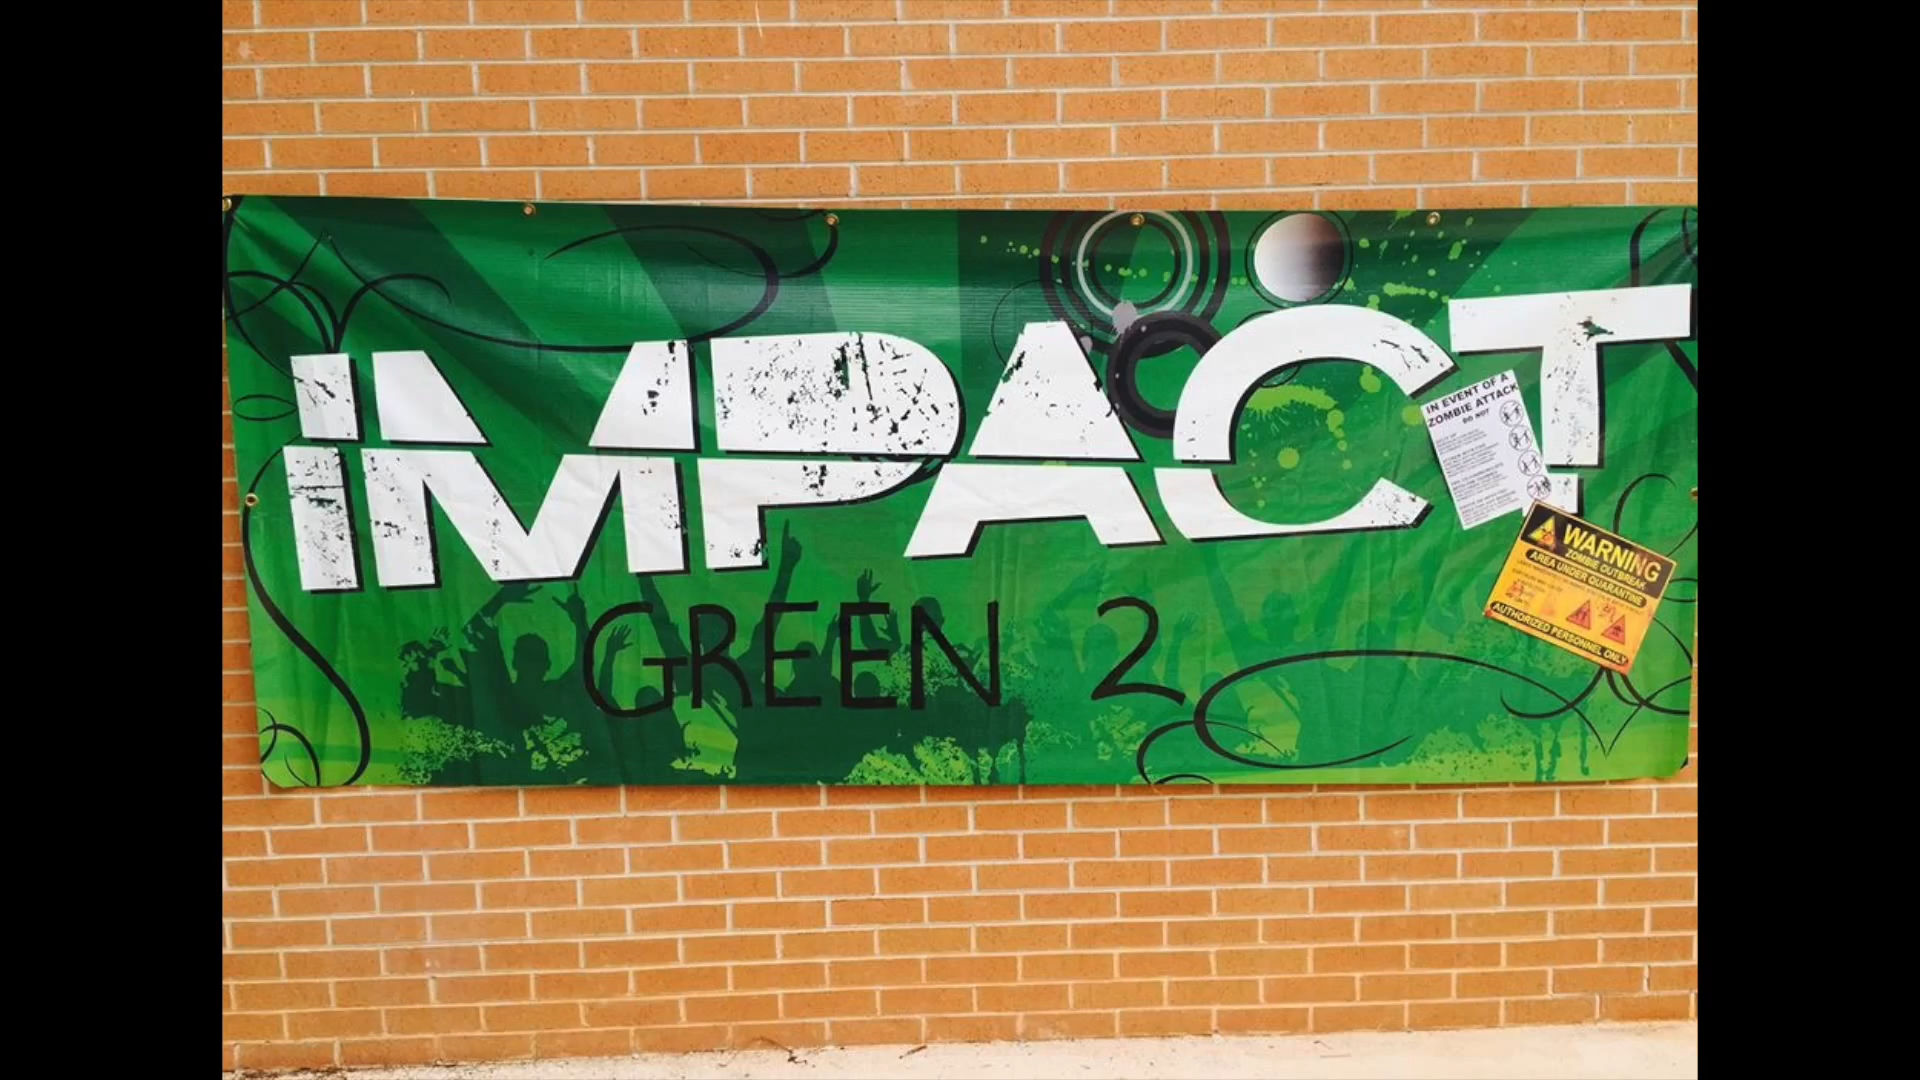 IMPACT
GREEN 2
IN EVENT OF A
ZOMBIE ATTACK
DO NOT
WARNING
ZOMBIE OUTBREAK
AREA UNDER QUARANTINE
AUTHORIZED PERSONNEL ONLY